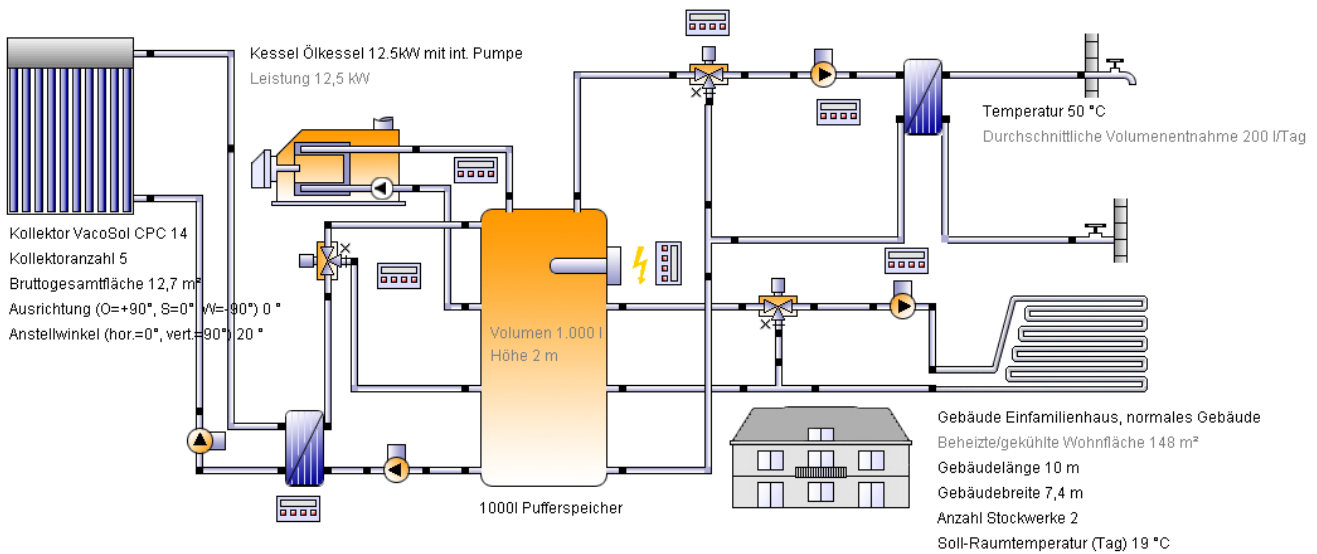 Kessel Ölkessel 12.5kW mit int. Pumpe
Leistung 12,5 kW
Temperatur 50 °C
Durchschnittliche Volumenentnahme 200 l/Tag
Kollektor VacoSol CPC 14
Kollektoranzahl 5
Bruttogesamtfläche 12,7 m²
Ausrichtung (O=+90°, S=0°, W=-90°) 0 °
Anstellwinkel (hor.=0°, vert.=90°) 20 °
Volumen 1.000 l
Höhe 2 m
1000l Pufferspeicher
Gebäude Einfamilienhaus, normales Gebäude
Beheizte/gekühlte Wohnfläche 148 m²
Gebäudelänge 10 m
Gebäudebreite 7,4 m
Anzahl Stockwerke 2
Soll-Raumtemperatur (Tag) 19 °C